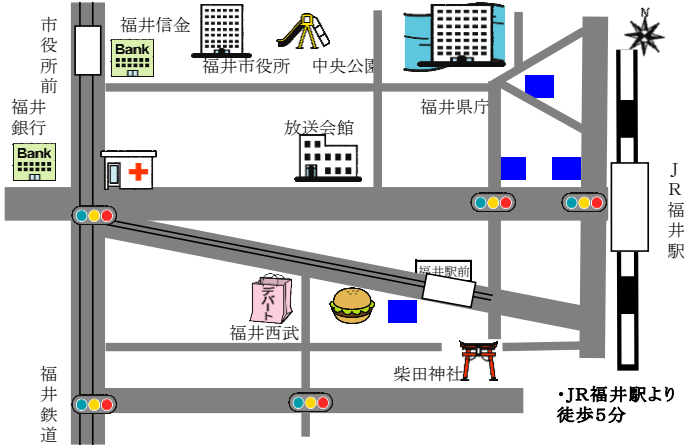 市役所前
福井信金
Bank
福井市役所
中央公園
N
福井県庁
福井銀行
Bank
放送会館
JR福井駅
福井駅前
デパート
福井西武
柴田神社
福井鉄道
・JR福井駅より
徒歩5分